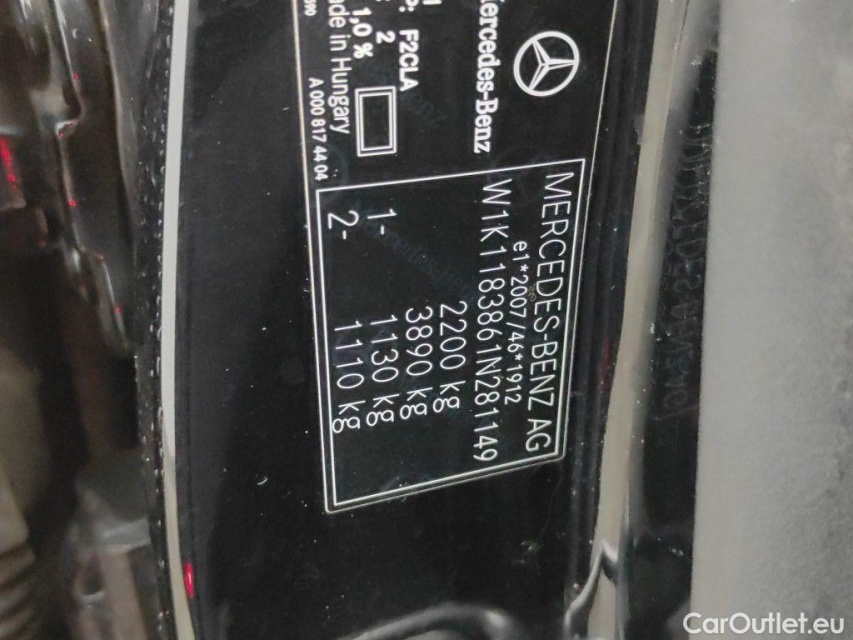 MERCEDES-BENZ AG
e1*2007/46*1912
W1K1183861N281149
2200 kg
3890 kg
1- 1130 kg
2- 1110 kg
Mercedes-Benz
F2CLA
2
1,0 %
Made in Hungary
A 000 817 44 04
CarOutlet.eu